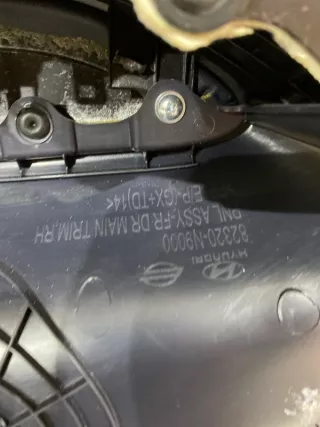 HYUNDAI
82320-N9000
PNL ASSY-FR DR MAIN TRIM,RH
E/P-(GX+TD)14<